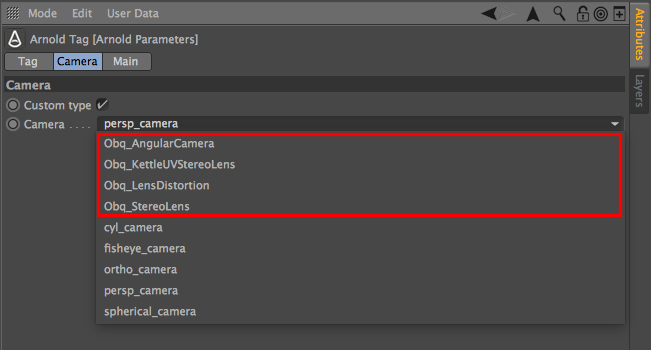 Mode Edit User Data
Arnold Tag [Arnold Parameters]
Tag Camera Main
Camera
Custom type
Camera . . . . persp_camera
Obq_AngularCamera
Obq_KettleUVStereoLens
Obq_LensDistortion
Obq_StereoLens
cyl_camera
fisheye_camera
ortho_camera
persp_camera
spherical_camera
Attributes
Layers